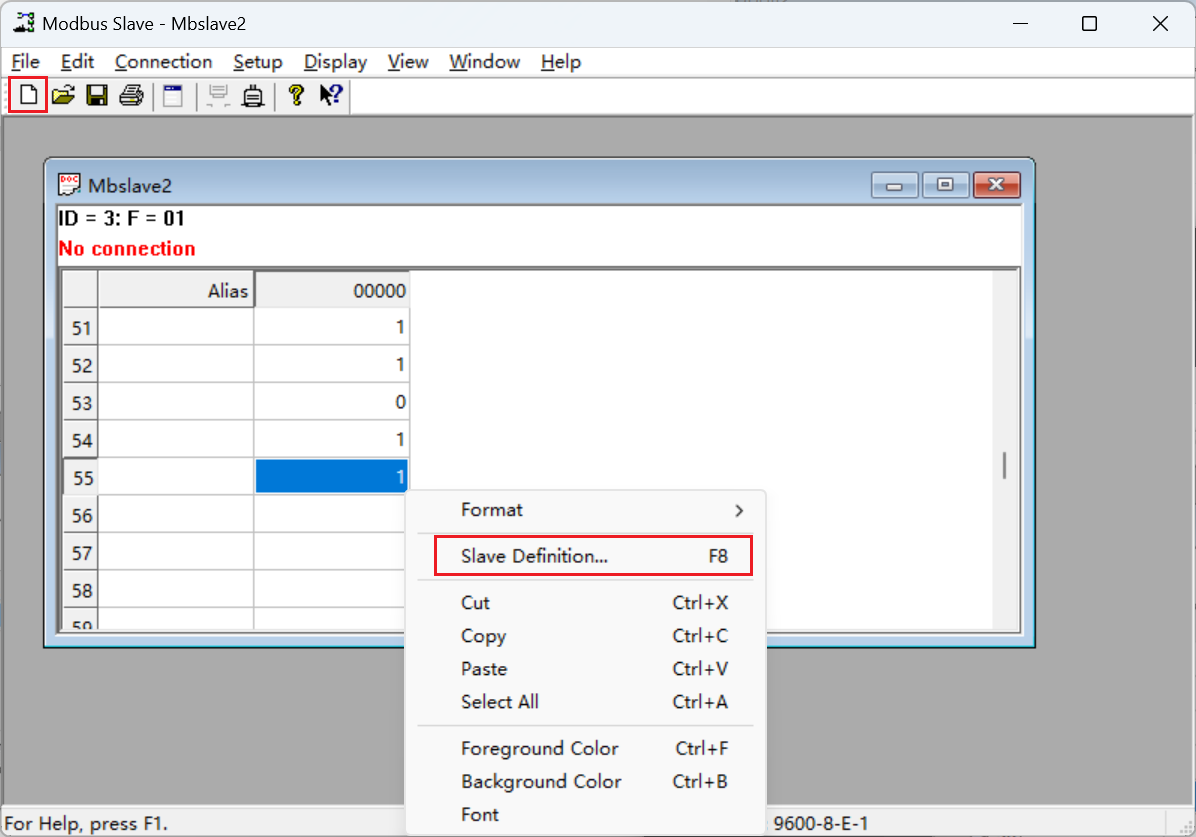 Modbus Slave - Mbslave2
File Edit Connection Setup Display View Window Help
DOC Mbslave2
ID = 3: F = 01
No connection
Alias 00000
51 1
52 1
53 0
54 1
55 1
56
57
58
59
Format
Slave Definition... F8
Cut Ctrl+X
Copy Ctrl+C
Paste Ctrl+V
Select All Ctrl+A
Foreground Color Ctrl+F
Background Color Ctrl+B
Font
For Help, press F1. 9600-8-E-1